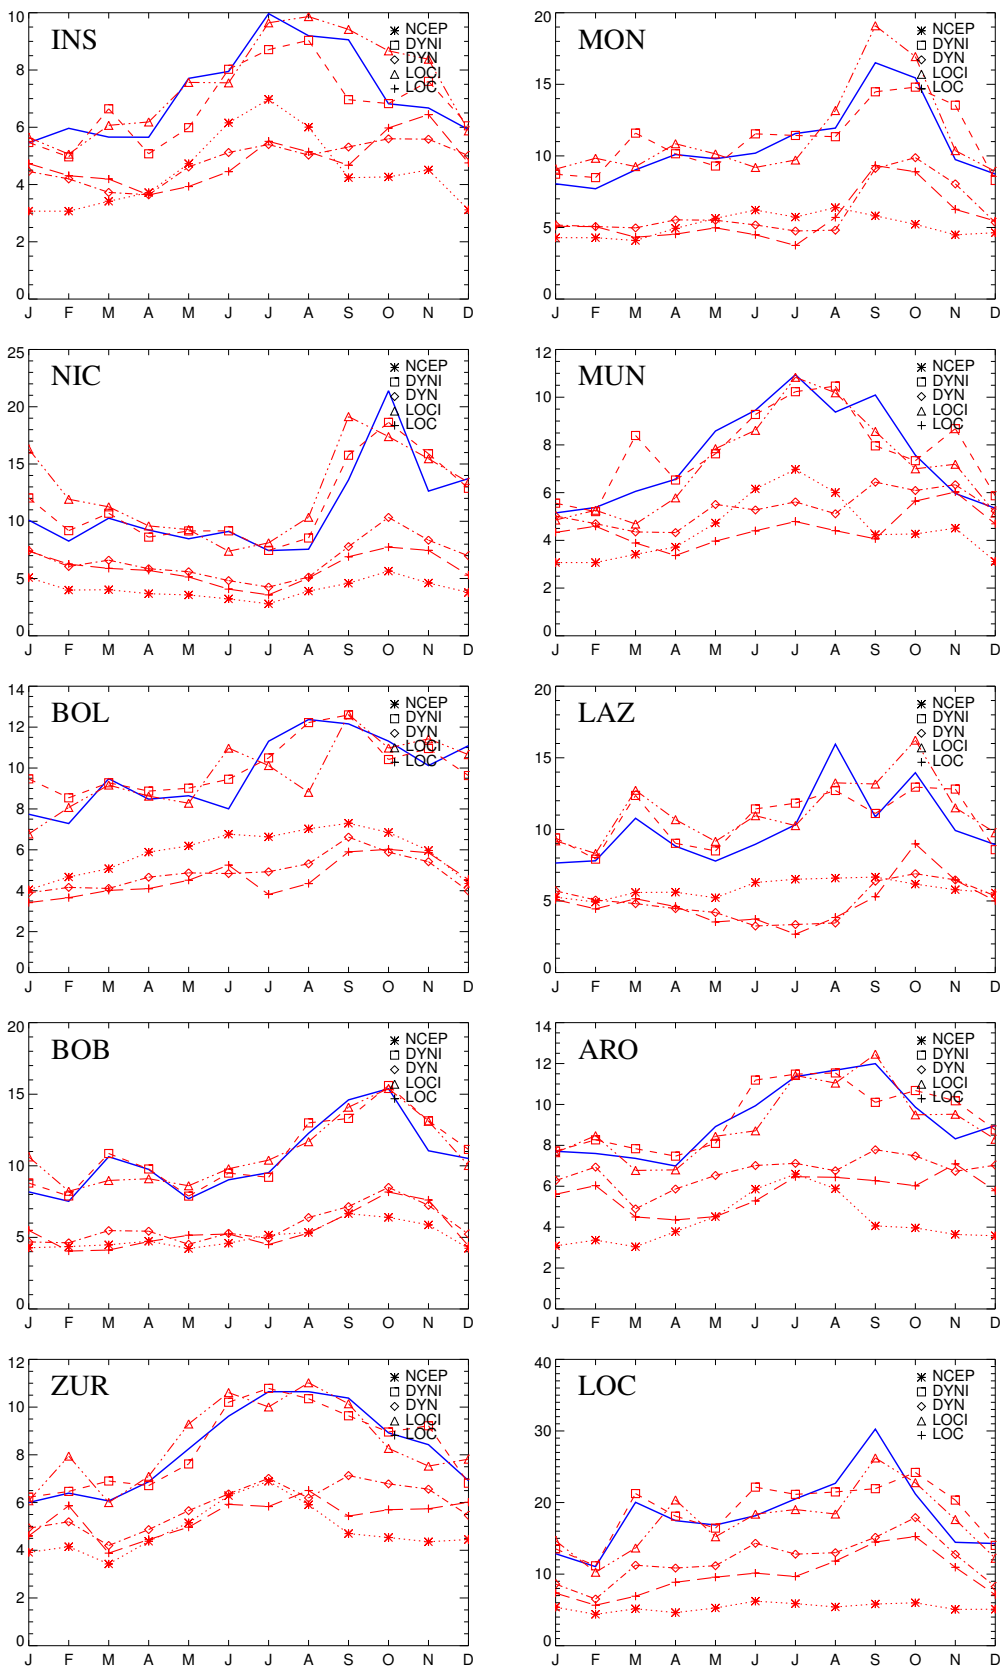 INS
10
8
6
4
2
0
NCEP
DYNI
DYN
LOCI
LOC
J F M A M J J A S O N D
MON
20
15
10
5
0
NCEP
DYNI
DYN
LOCI
LOC
J F M A M J J A S O N D
NIC
25
20
15
10
5
0
NCEP
DYNI
DYN
LOCI
LOC
J F M A M J J A S O N D
MUN
12
10
8
6
4
2
0
NCEP
DYNI
DYN
LOCI
LOC
J F M A M J J A S O N D
BOL
14
12
10
8
6
4
2
0
NCEP
DYNI
DYN
LOCI
LOC
J F M A M J J A S O N D
LAZ
20
15
10
5
0
NCEP
DYNI
DYN
LOCI
LOC
J F M A M J J A S O N D
BOB
20
15
10
5
0
NCEP
DYNI
DYN
LOCI
LOC
J F M A M J J A S O N D
ARO
14
12
10
8
6
4
2
0
NCEP
DYNI
DYN
LOCI
LOC
J F M A M J J A S O N D
ZUR
12
10
8
6
4
2
0
NCEP
DYNI
DYN
LOCI
LOC
J F M A M J J A S O N D
LOC
40
30
20
10
0
NCEP
DYNI
DYN
LOCI
LOC
J F M A M J J A S O N D